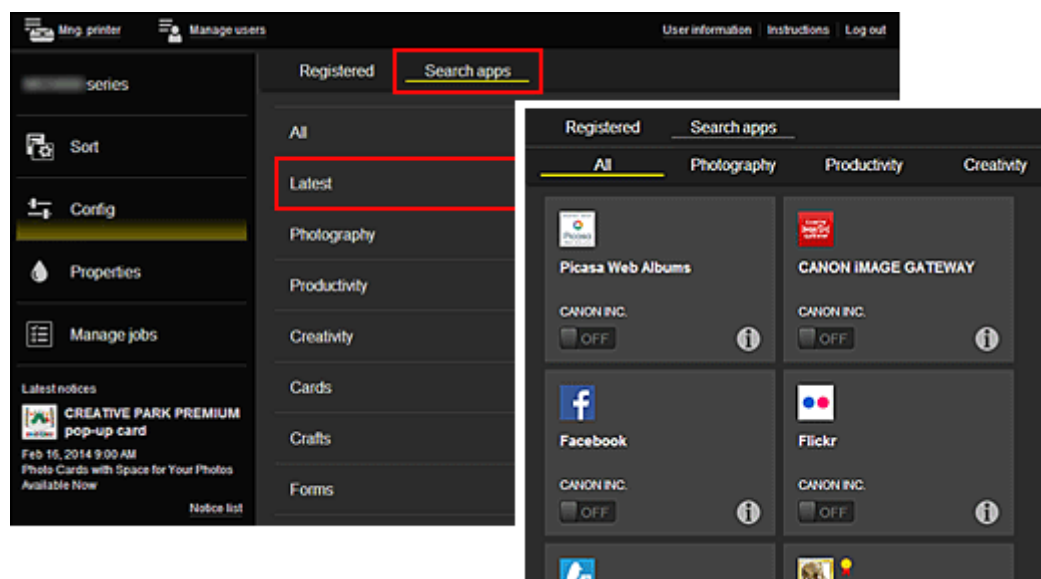 Mng. printer
Manage users
User information
Instructions
Log out
series
Sort
Config
Properties
Manage jobs
Latest notices
CREATIVE PARK PREMIUM
pop-up card
Feb 16, 2014 9:00 AM
Photo Cards with Space for Your Photos
Available Now
Notice list
Registered
Search apps
All
Latest
Photography
Productivity
Creativity
Cards
Crafts
Forms
Registered
Search apps
All
Photography
Productivity
Creativity
Picasa Web Albums
CANON INC.
OFF
CANON iMAGE GATEWAY
CANON INC.
OFF
Facebook
CANON INC.
OFF
Flickr
CANON INC.
OFF